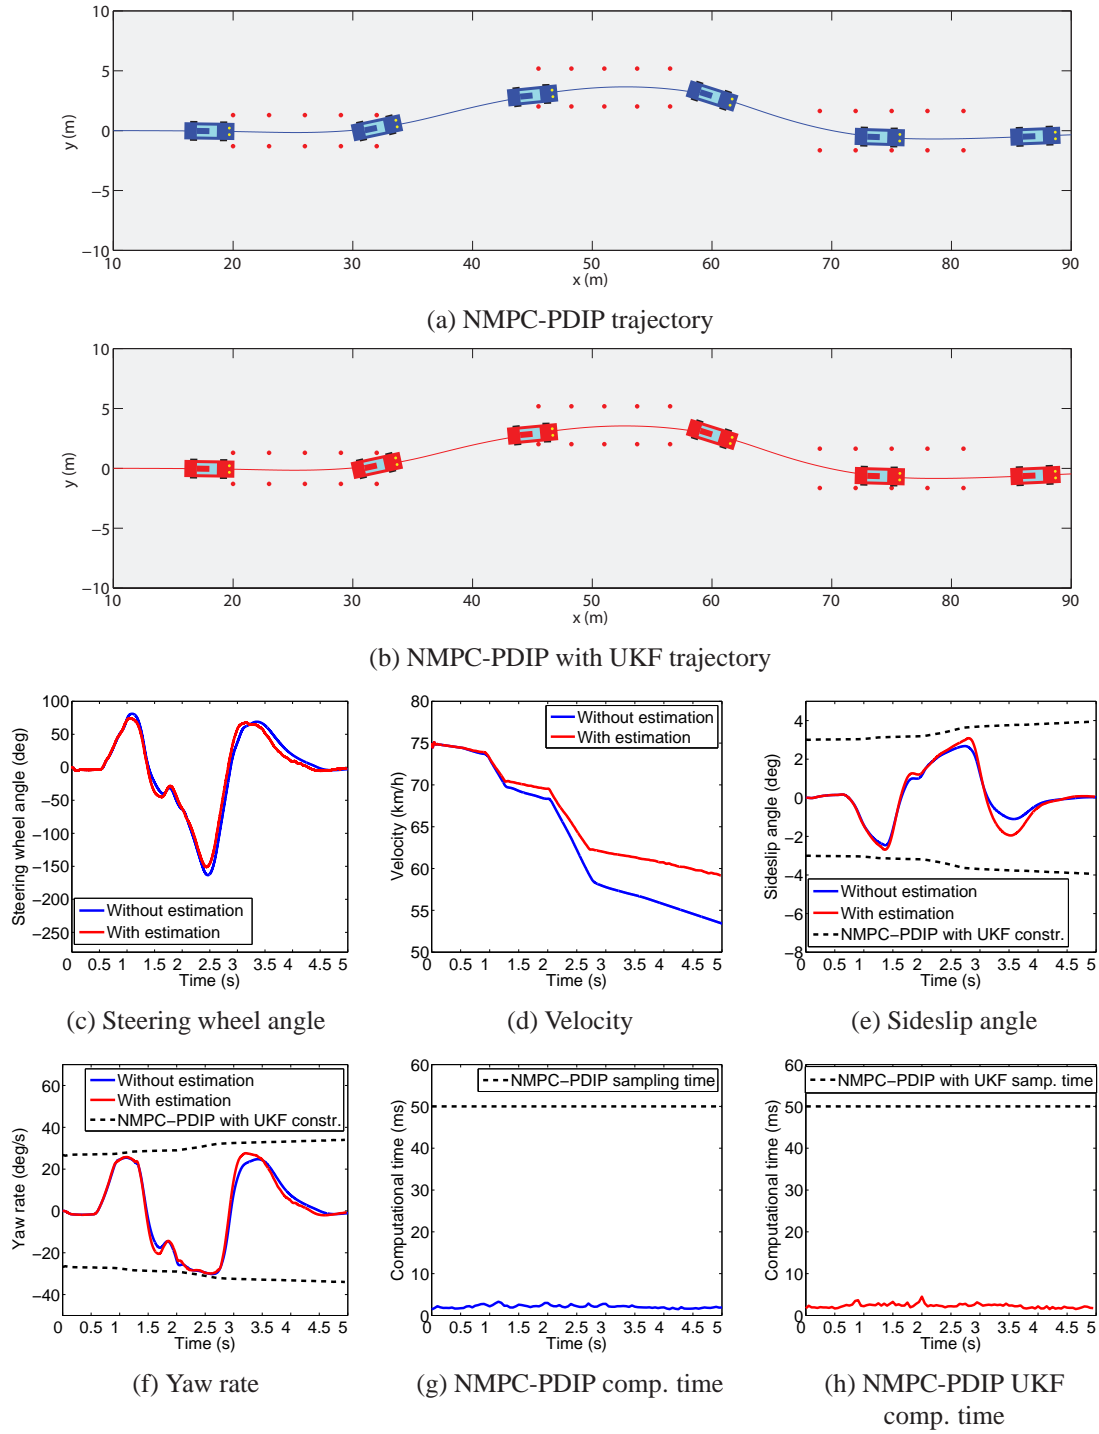 10
5
0
−5
−10
y (m)
10 20 30 40 50 60 70 80 90
x (m)
(a) NMPC-PDIP trajectory
10
5
0
−5
−10
y (m)
10 20 30 40 50 60 70 80 90
x (m)
(b) NMPC-PDIP with UKF trajectory
100
50
0
−50
−100
−150
−200
−250
Steering wheel angle (deg)
Without estimation
With estimation
0 0.5 1 1.5 2 2.5 3 3.5 4 4.5 5
Time (s)
(c) Steering wheel angle
80
75
70
65
60
55
50
Velocity (km/h)
Without estimation
With estimation
0 0.5 1 1.5 2 2.5 3 3.5 4 4.5 5
Time (s)
(d) Velocity
4
2
0
−2
−4
−6
−8
Sideslip angle (deg)
Without estimation
With estimation
NMPC−PDIP with UKF constr.
0 0.5 1 1.5 2 2.5 3 3.5 4 4.5 5
Time (s)
(e) Sideslip angle
60
40
20
0
−20
−40
Yaw rate (deg/s)
Without estimation
With estimation
NMPC−PDIP with UKF constr.
0 0.5 1 1.5 2 2.5 3 3.5 4 4.5 5
Time (s)
(f) Yaw rate
60
50
40
30
20
10
0
Computational time (ms)
NMPC−PDIP sampling time
0 0.5 1 1.5 2 2.5 3 3.5 4 4.5 5
Time (s)
(g) NMPC-PDIP comp. time
60
50
40
30
20
10
0
Computational time (ms)
NMPC−PDIP with UKF samp. time
0 0.5 1 1.5 2 2.5 3 3.5 4 4.5 5
Time (s)
(h) NMPC-PDIP UKF
comp. time